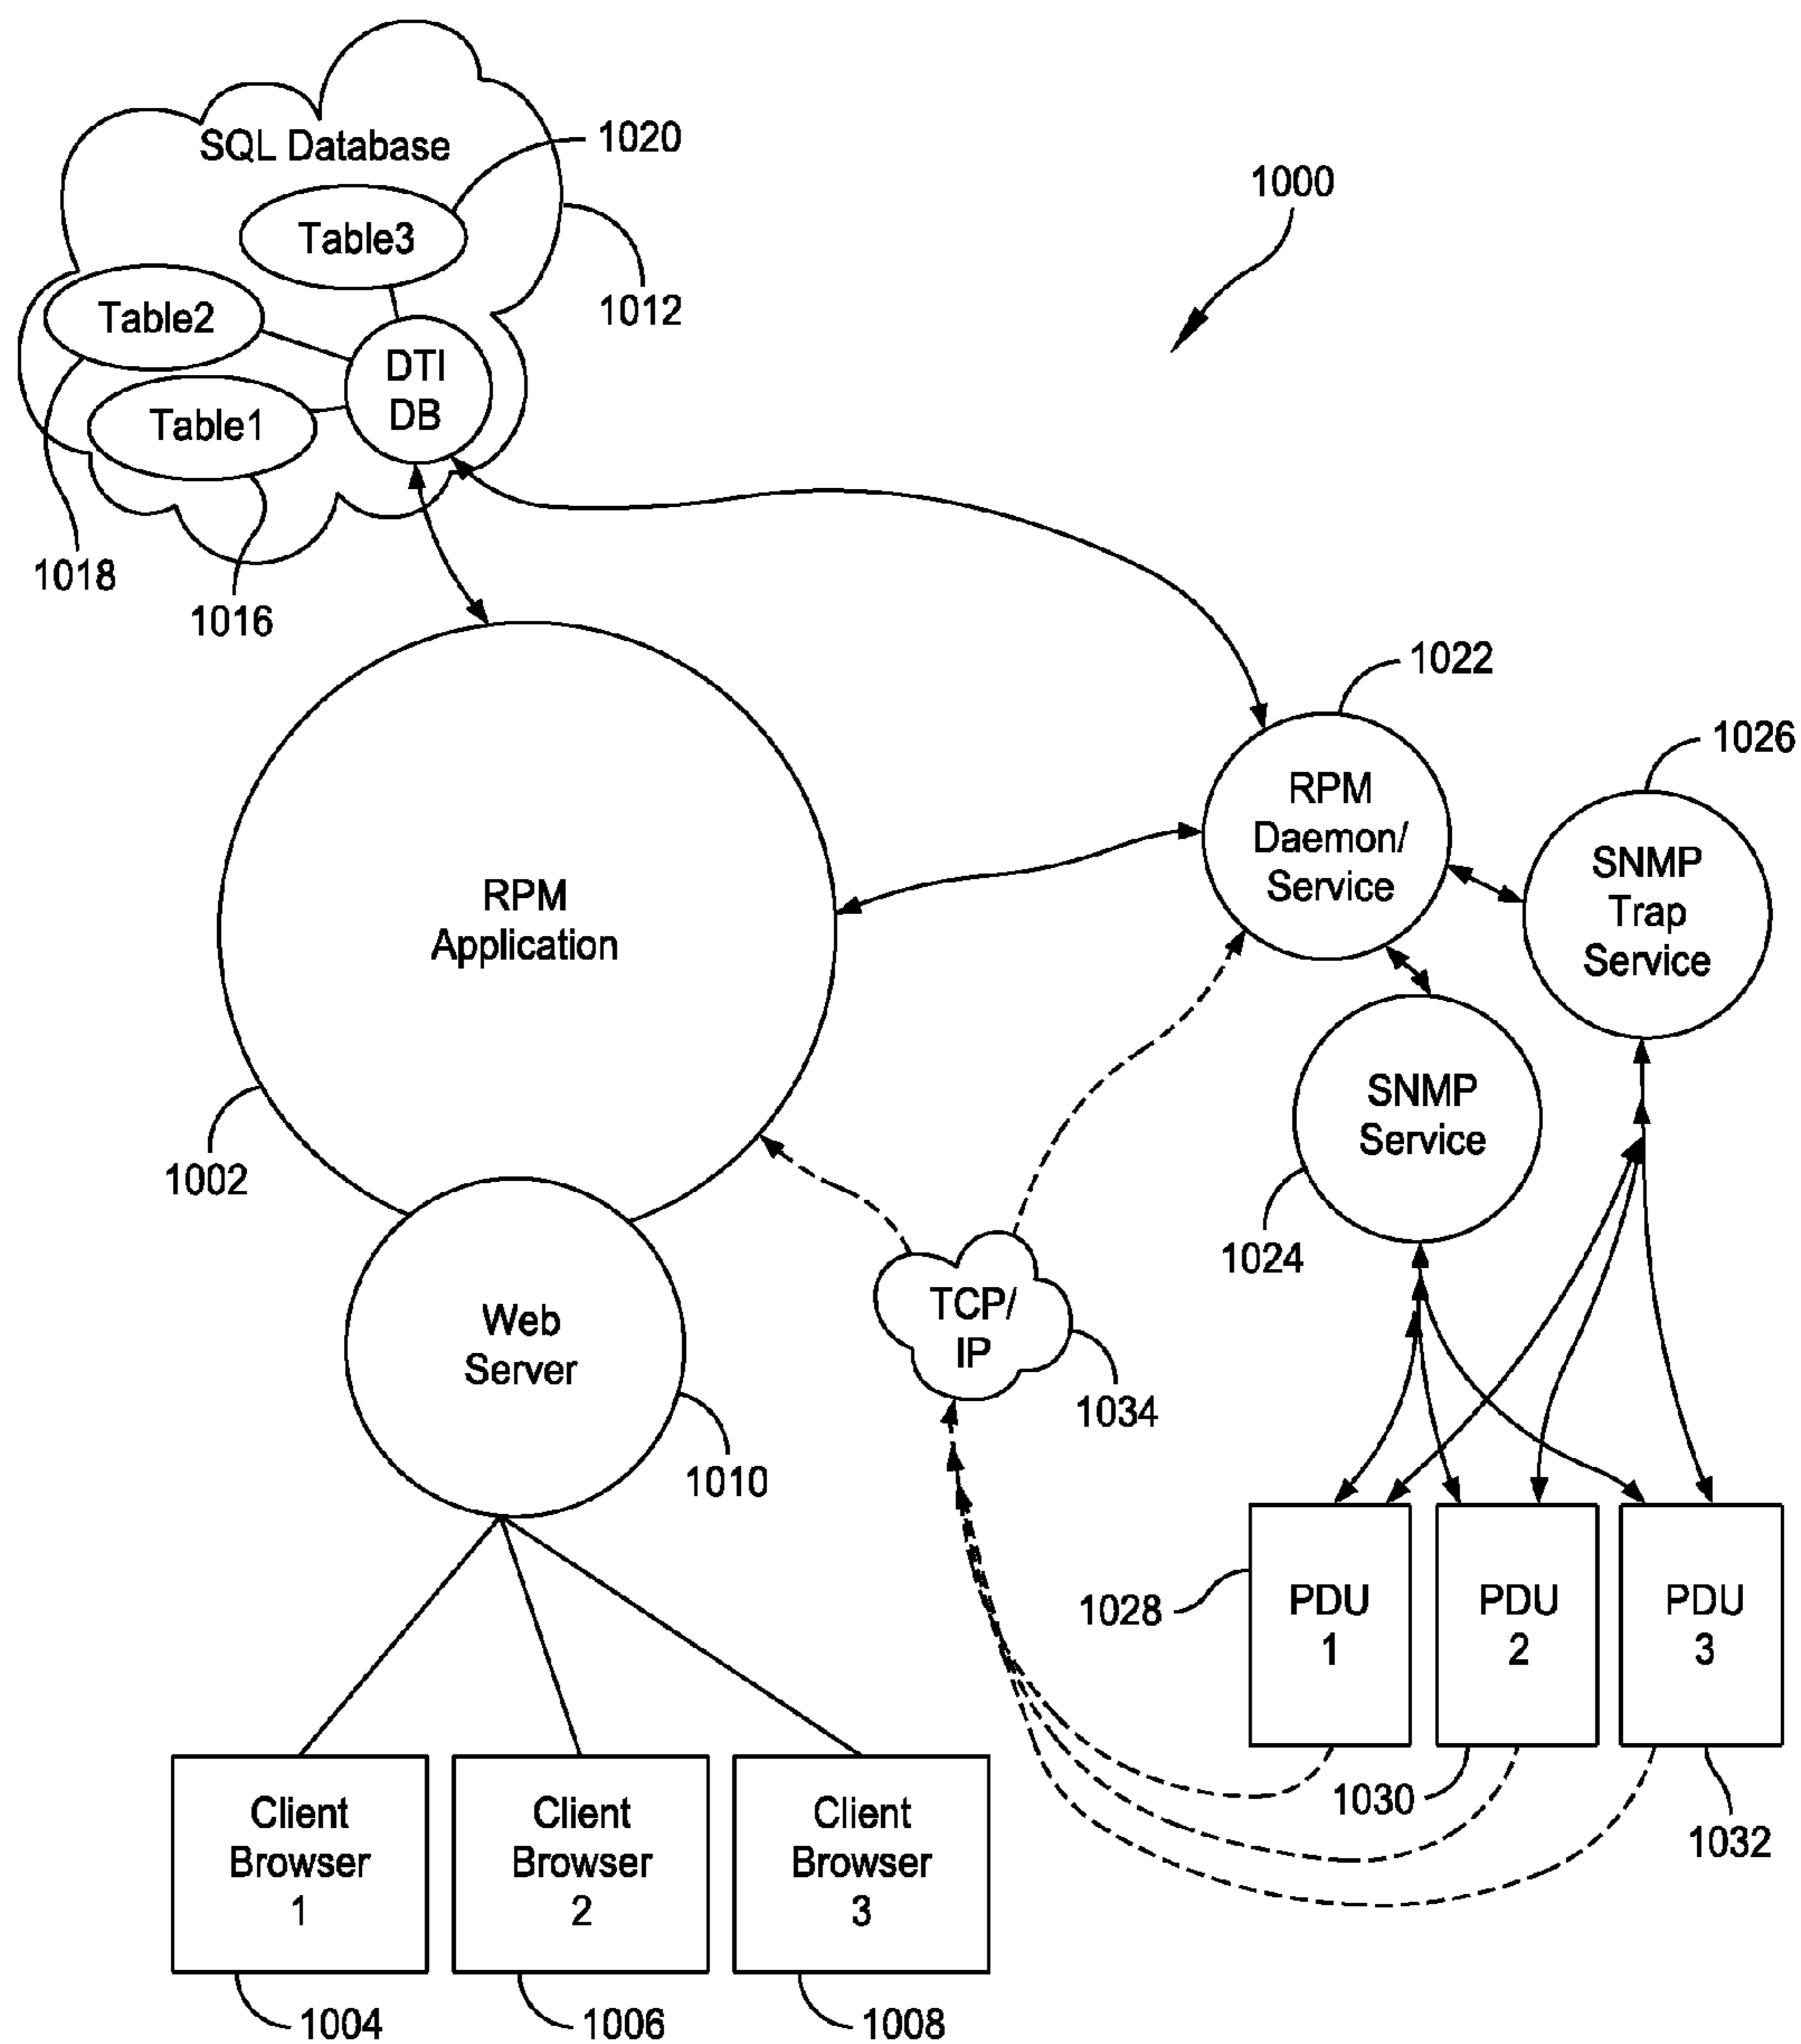 SQL Database
1020
1000
Table3
1012
Table2
DTI
DB
Table1
1018
1016
1022
1026
RPM
Daemon/
Service
SNMP
Trap
Service
RPM
Application
SNMP
Service
1002
1024
TCP/
IP
Web
Server
1034
1010
1028
PDU
1
PDU
2
PDU
3
1030
1032
Client
Browser
1
Client
Browser
2
Client
Browser
3
1004
1006
1008